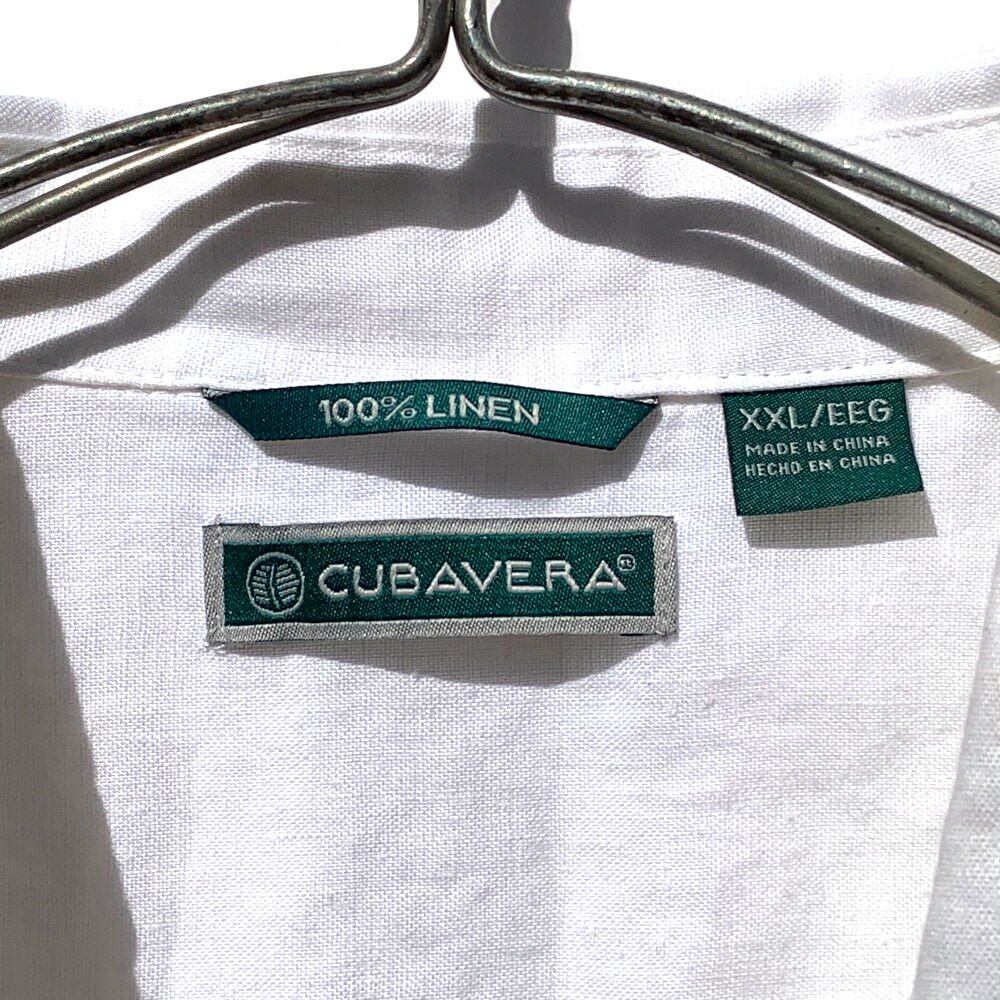 100% LINEN
XXL/EEG
MADE IN CHINA
HECHO EN CHINA
CUBAVERA®